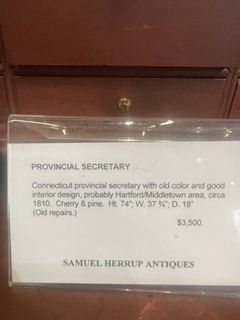 PROVINCIAL SECRETARY
Connecticut provincial secretary with old color and good
interior design, probably Hartford/Middletown area, circa
1810. Cherry & pine. Ht. 74"; W. 37 ¾"; D. 18"
(Old repairs.)
$3,500.
SAMUEL HERRUP ANTIQUES